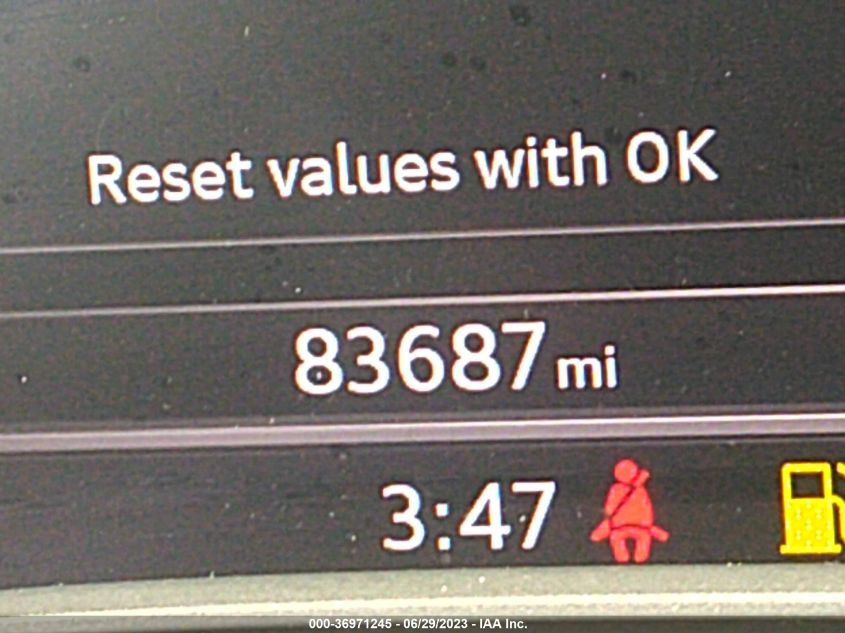 Reset values with OK
83687 mi
3:47
000-36971245 - 06/29/2023 - IAA Inc.